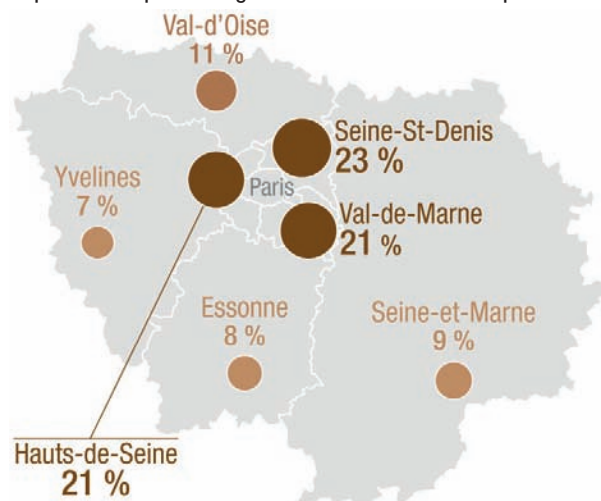 Val-d'Oise
11 %
Seine-St-Denis
23 %
Yvelines
7 %
Paris
Val-de-Marne
21 %
Essonne
8 %
Seine-et-Marne
9 %
Hauts-de-Seine
21 %